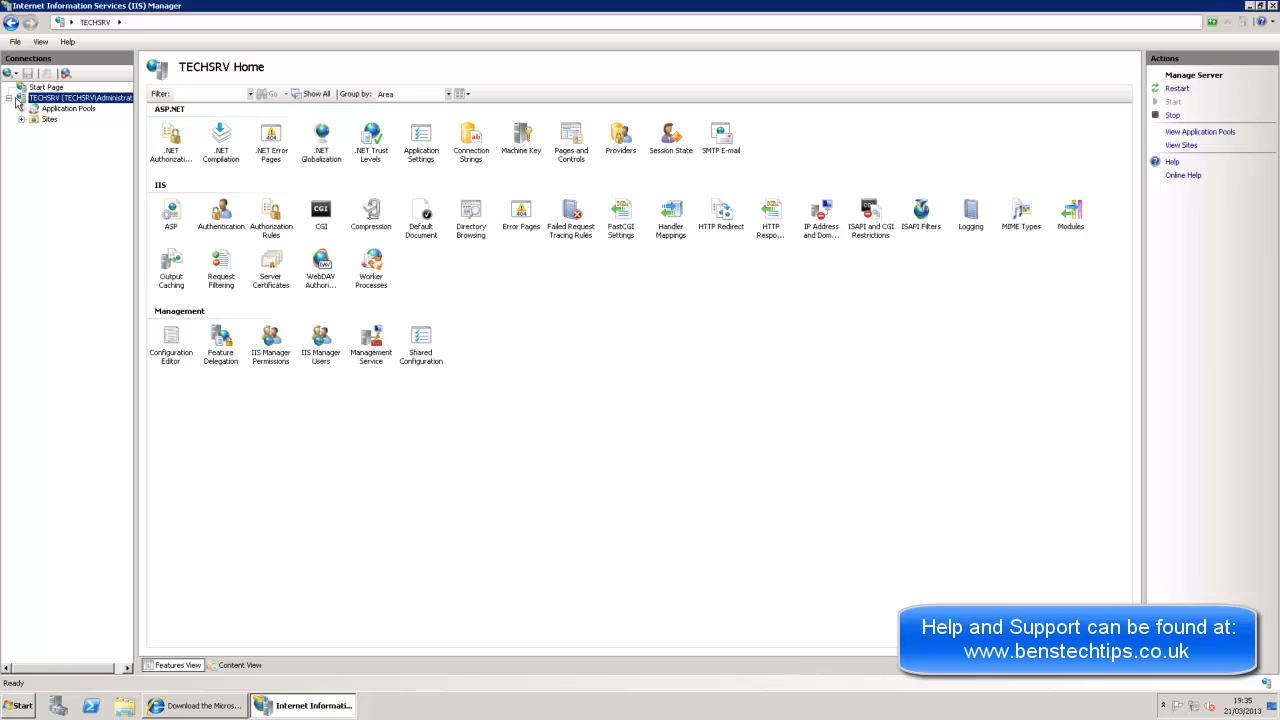 Internet Information Services (IIS) Manager
TECHSRV
File View Help
Connections
Start Page
TECHSRV (TECHSRV\Administrat
Application Pools
Sites
TECHSRV Home
Filter: Go Show All Group by: Area
ASP.NET
.NET Authorizati...
.NET Compilation
.NET Error Pages
.NET Globalization
.NET Trust Levels
Application Settings
Connection Strings
Machine Key
Pages and Controls
Providers
Session State
SMTP E-mail
IIS
ASP
Authentication
Authorization Rules
CGI
CGI
Compression
Default Document
Directory Browsing
404
Error Pages
Failed Request Tracing Rules
FastCGI Settings
Handler Mappings
HTTP Redirect
HTTP Respo...
IP Address and Dom...
ISAPI and CGI Restrictions
ISAPI Filters
Logging
MIME Types
Modules
Output Caching
Request Filtering
Server Certificates
WebDAV Authori...
Worker Processes
Management
Configuration Editor
Feature Delegation
IIS Manager Permissions
IIS Manager Users
Management Service
Shared Configuration
Features View Content View
Actions
Manage Server
Restart
Start
Stop
View Application Pools
View Sites
Help
Online Help
Help and Support can be found at:
www.benstechtips.co.uk
Ready
Start
Download the Micros...
Internet Informati...
19:35
21/03/2013